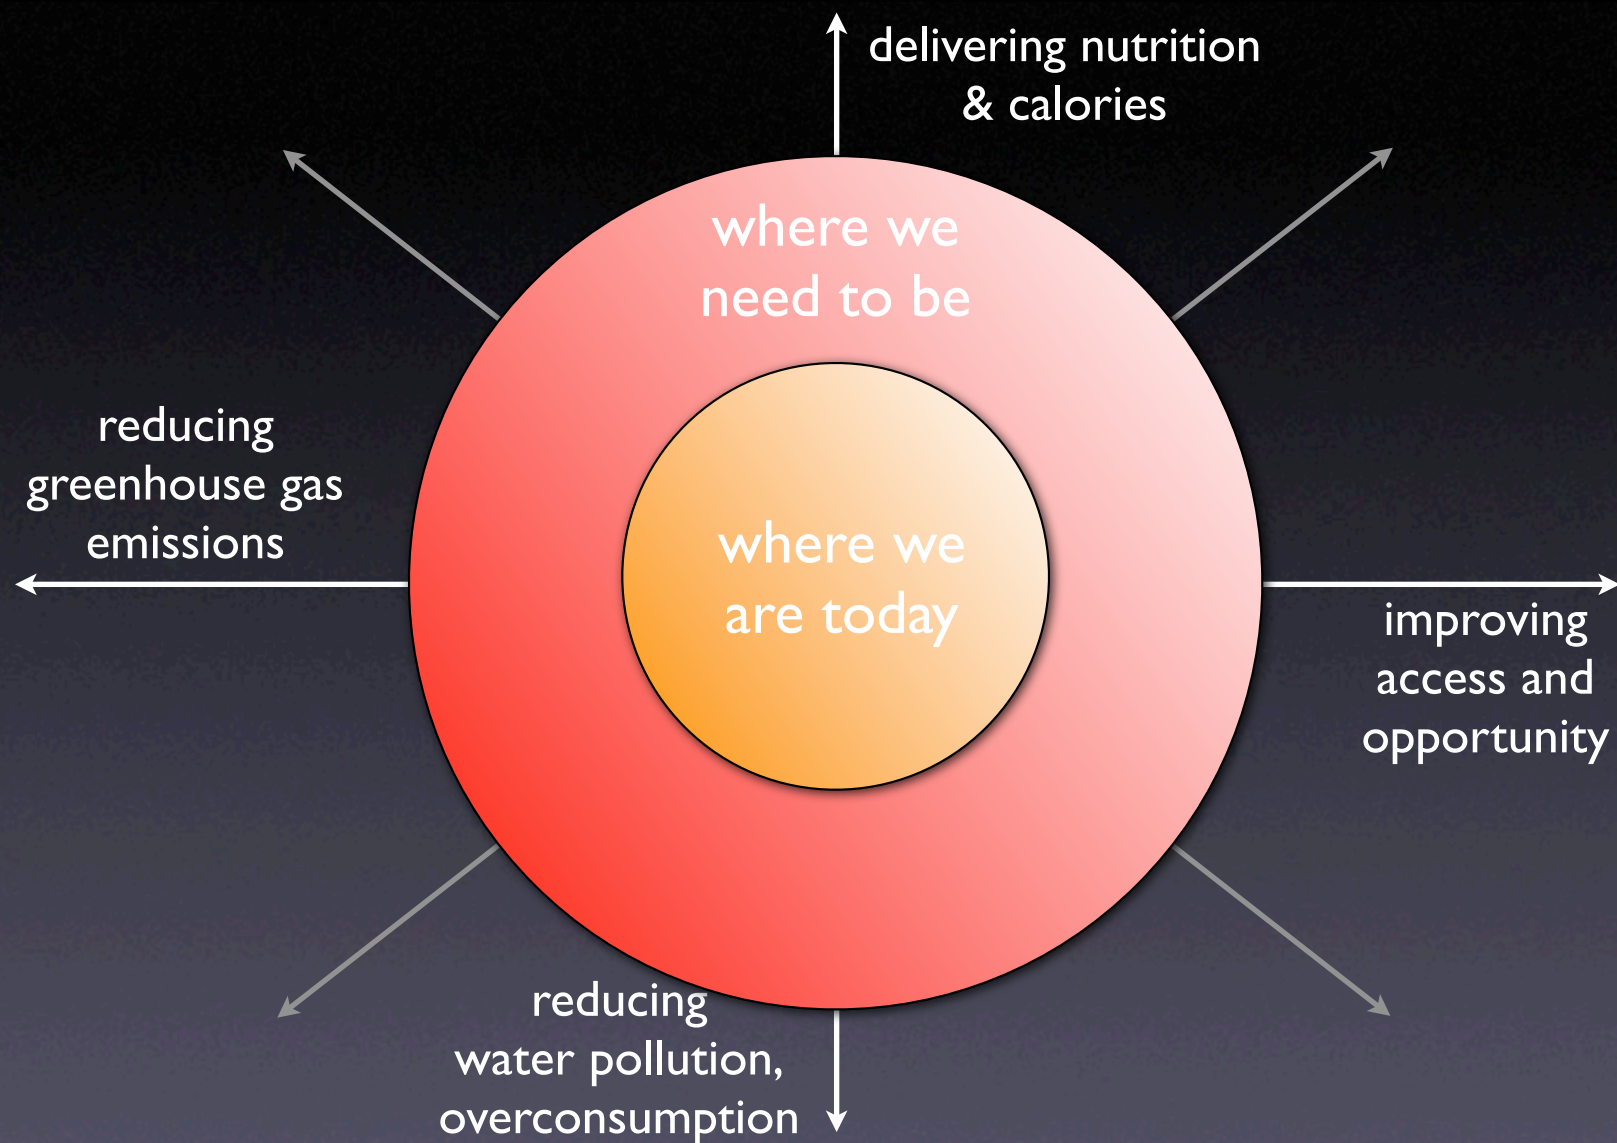 delivering nutrition
& calories
where we
need to be
reducing
greenhouse gas
emissions
where we
are today
improving
access and
opportunity
reducing
water pollution,
overconsumption